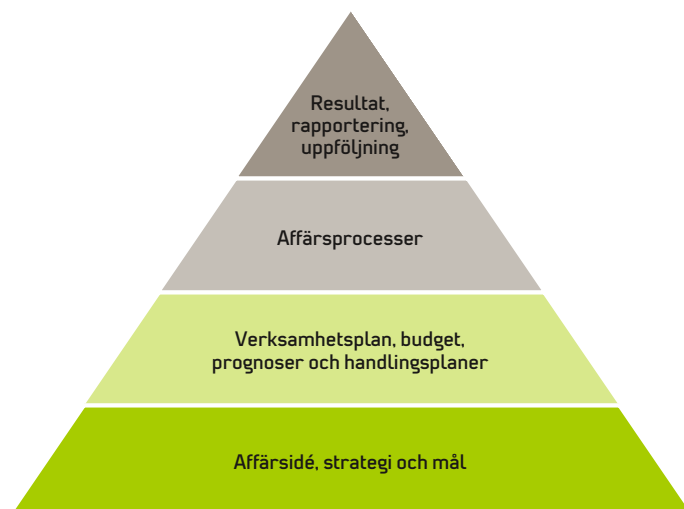 Resultat,
rapportering,
uppföljning
Affärsprocesser
Verksamhetsplan, budget,
prognoser och handlingsplaner
Affärsidé, strategi och mål